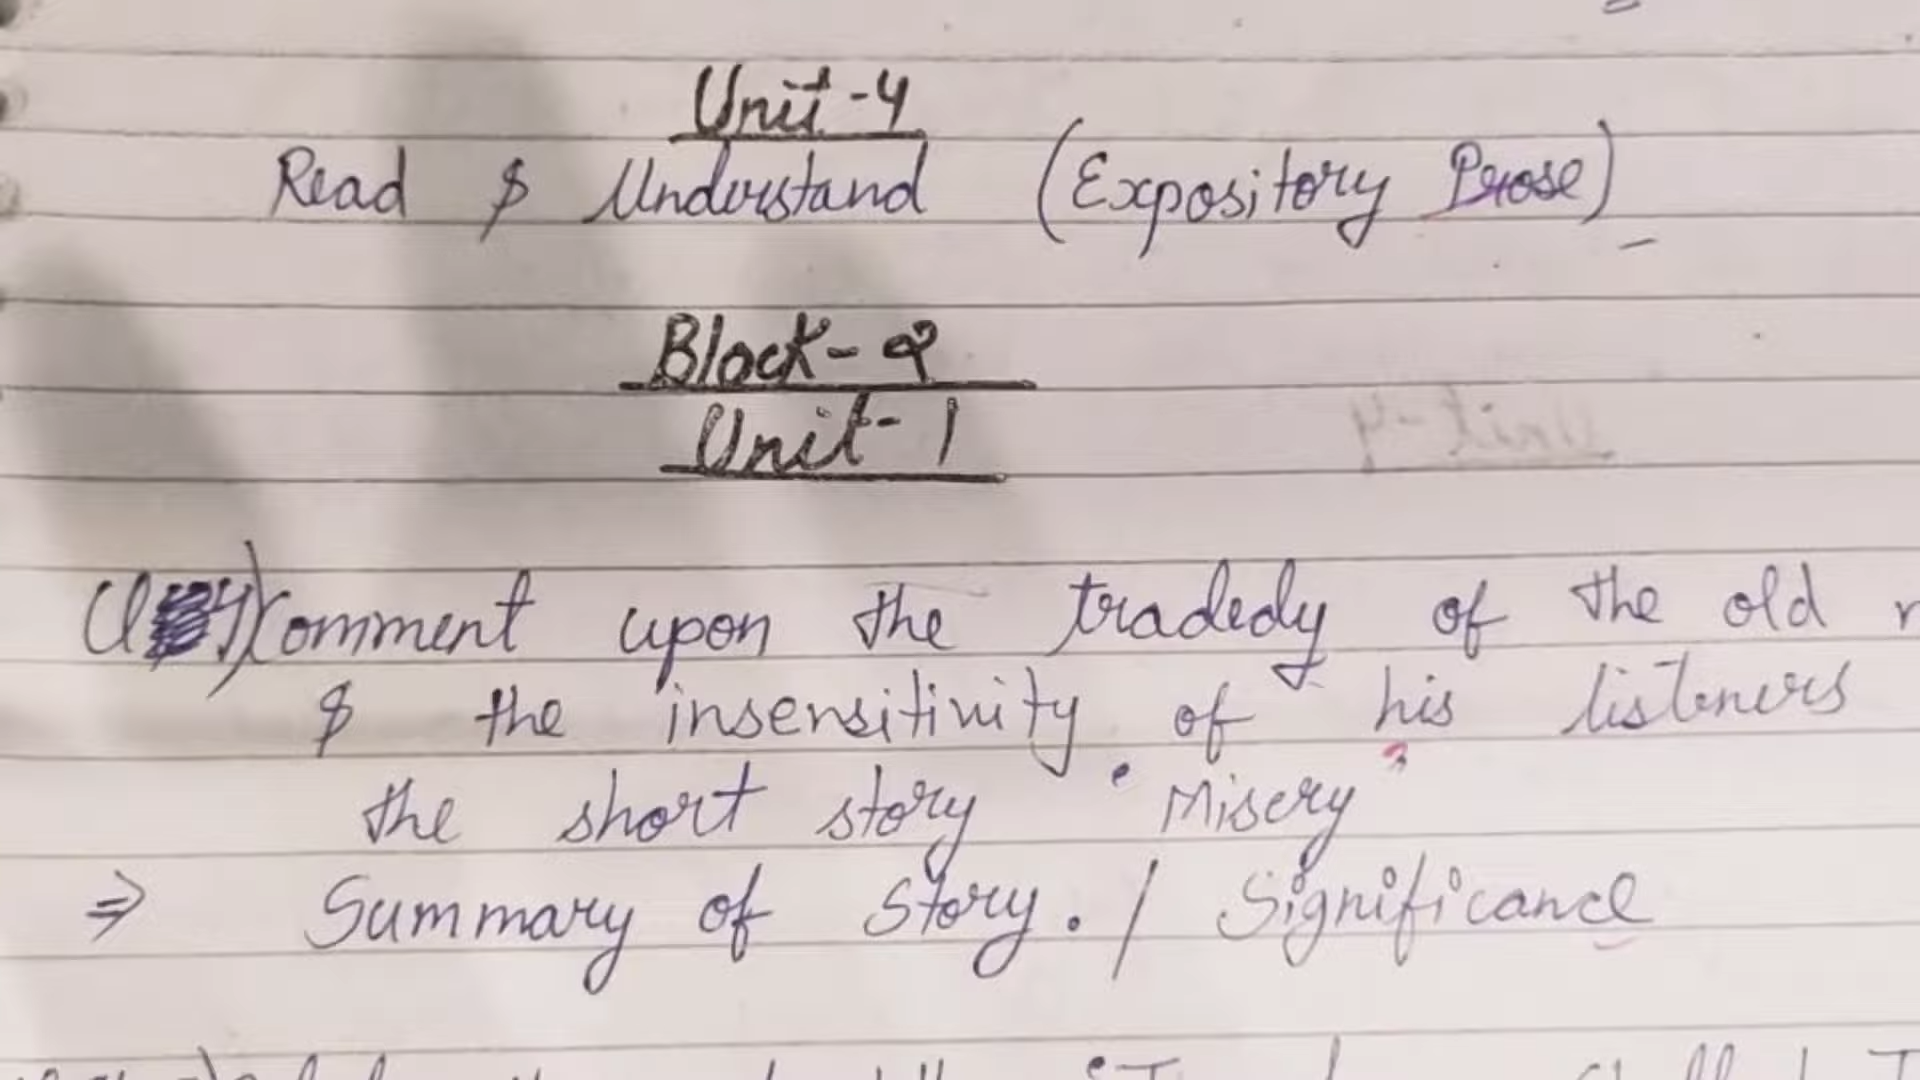 Unit-4
Read & Understand (Expository Prose)
Block-2
Unit-1
Comment upon the tradedy of the old
& the insensitivity of his listeners
the short story "Misery"
⇒ Summary of Story. / Significance